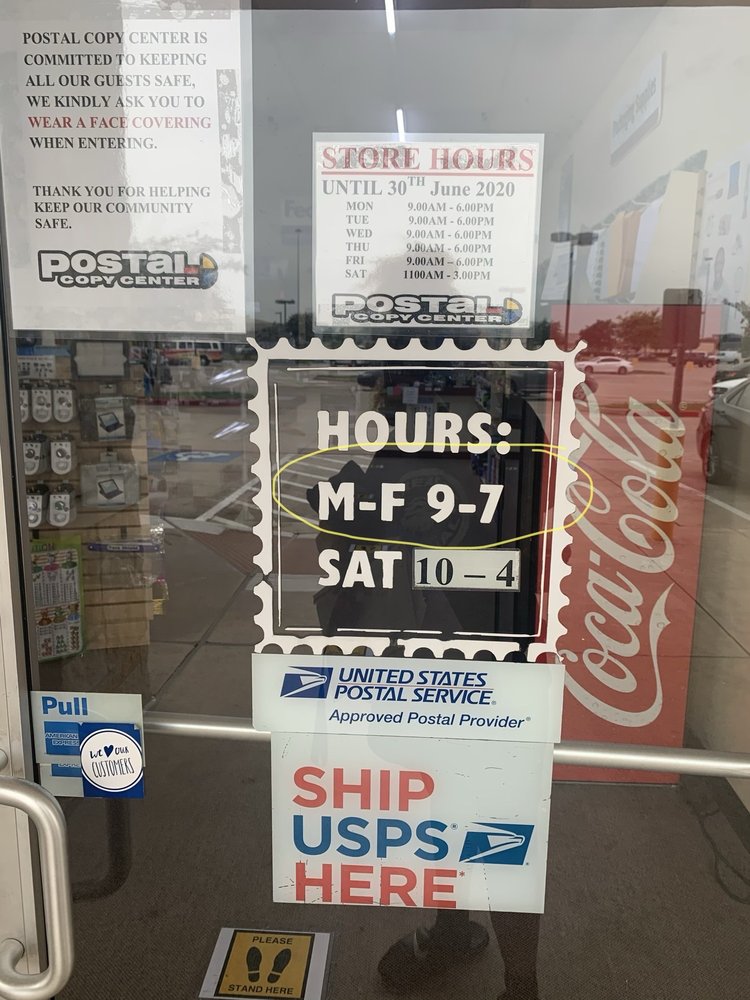 POSTAL COPY CENTER IS
COMMITTED TO KEEPING
ALL OUR GUESTS SAFE,
WE KINDLY ASK YOU TO
WEAR A FACE COVERING
WHEN ENTERING.
THANK YOU FOR HELPING
KEEP OUR COMMUNITY
SAFE.
POSTAL
COPY CENTER
STORE HOURS
UNTIL 30TH June 2020
MON 9.00AM - 6.00PM
TUE 9.00AM - 6.00PM
WED 9.00AM - 6.00PM
THU 9.00AM - 6.00PM
FRI 9.00AM - 6.00PM
SAT 1100AM - 3.00PM
POSTAL
COPY CENTER
HOURS:
M-F 9-7
SAT 10 – 4
Coca-Cola
UNITED STATES
POSTAL SERVICE®
Approved Postal Provider®
SHIP
USPS®
HERE*
Pull
AMERICAN
EXPRESS
WE ♥ OUR
CUSTOMERS
PLEASE
STAND HERE